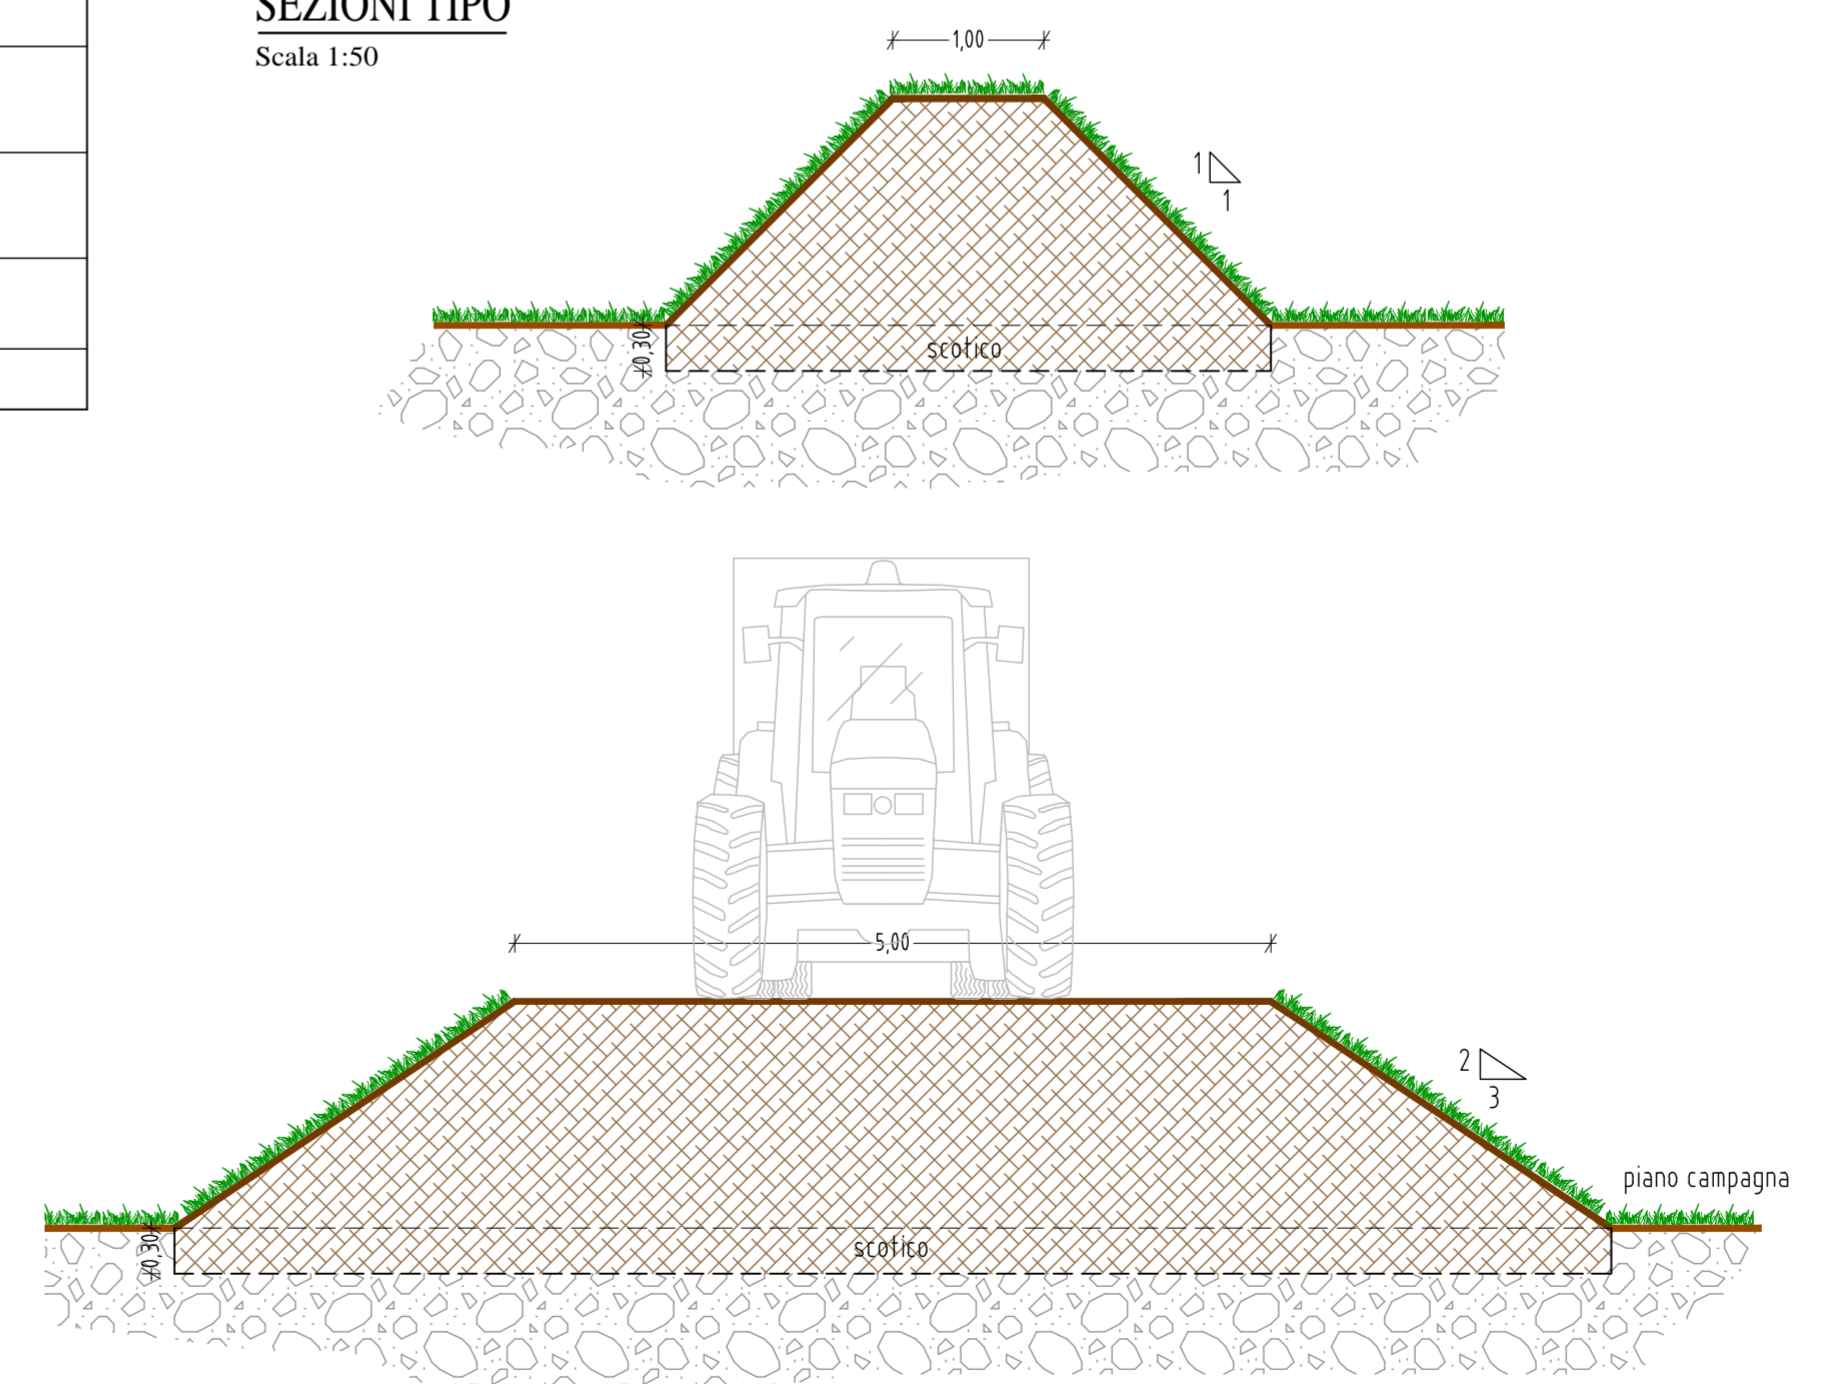 SEZIONI TIPO
Scala 1:50
1,00
1
1
0,30
scotico
5,00
2
3
piano campagna
0,30
scotico